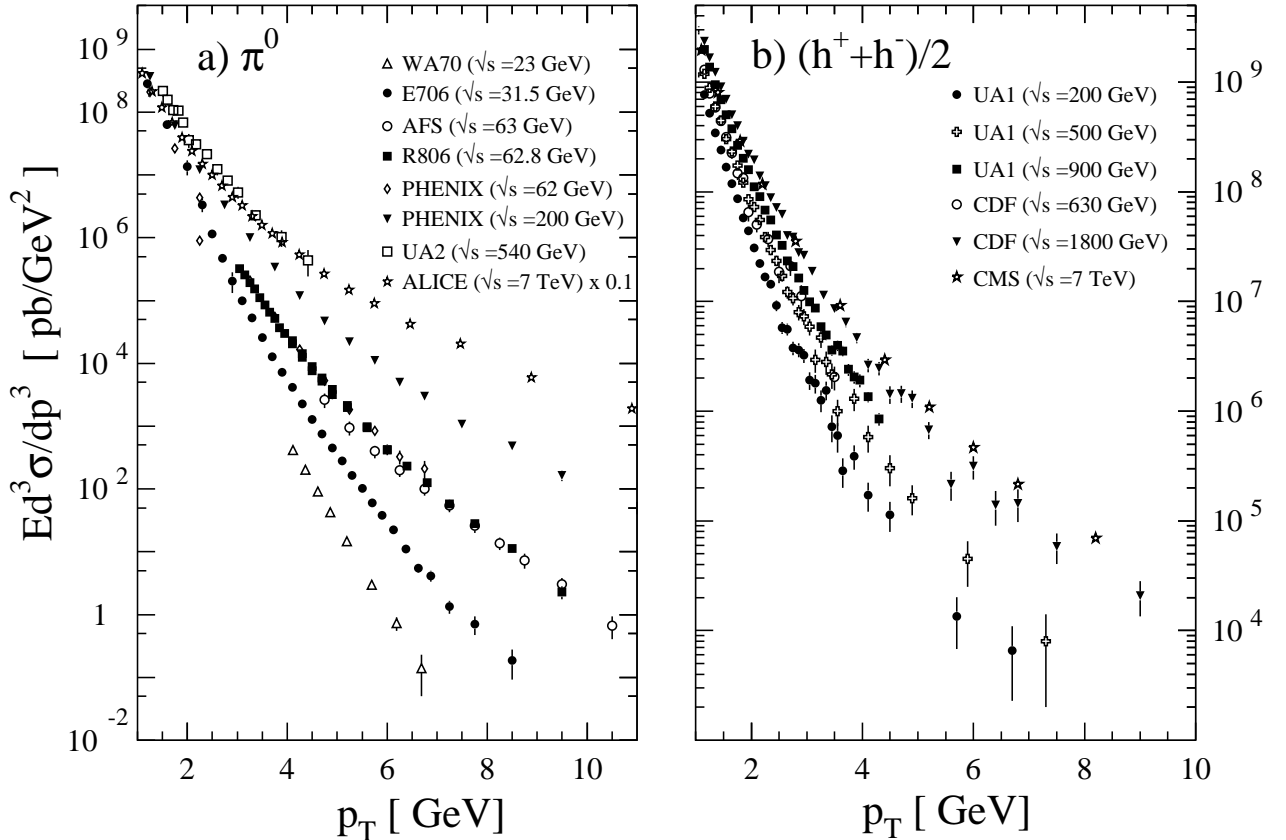 a) π⁰
WA70 (√s =23 GeV)
E706 (√s =31.5 GeV)
AFS (√s =63 GeV)
R806 (√s =62.8 GeV)
PHENIX (√s =62 GeV)
PHENIX (√s =200 GeV)
UA2 (√s =540 GeV)
ALICE (√s =7 TeV) x 0.1
Ed³σ/dp³ [ pb/GeV² ]
10⁹
10⁸
10⁶
10⁴
10²
1
10⁻²
2 4 6 8 10
p_T [ GeV]
b) (h⁺+h⁻)/2
UA1 (√s =200 GeV)
UA1 (√s =500 GeV)
UA1 (√s =900 GeV)
CDF (√s =630 GeV)
CDF (√s =1800 GeV)
CMS (√s =7 TeV)
10⁹
10⁸
10⁷
10⁶
10⁵
10⁴
2 4 6 8 10
p_T [ GeV]